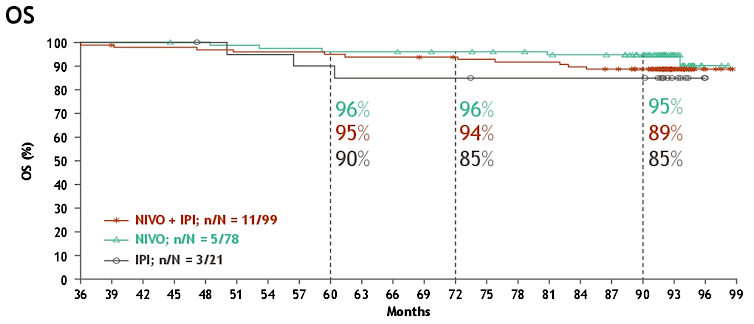 OS
100
90
80
70
60
50
40
30
20
10
0
OS (%)
96%
95%
90%
96%
94%
85%
95%
89%
85%
NIVO + IPI; n/N = 11/99
NIVO; n/N = 5/78
IPI; n/N = 3/21
36 39 42 45 48 51 54 57 60 63 66 69 72 75 78 81 84 87 90 93 96 99
Months